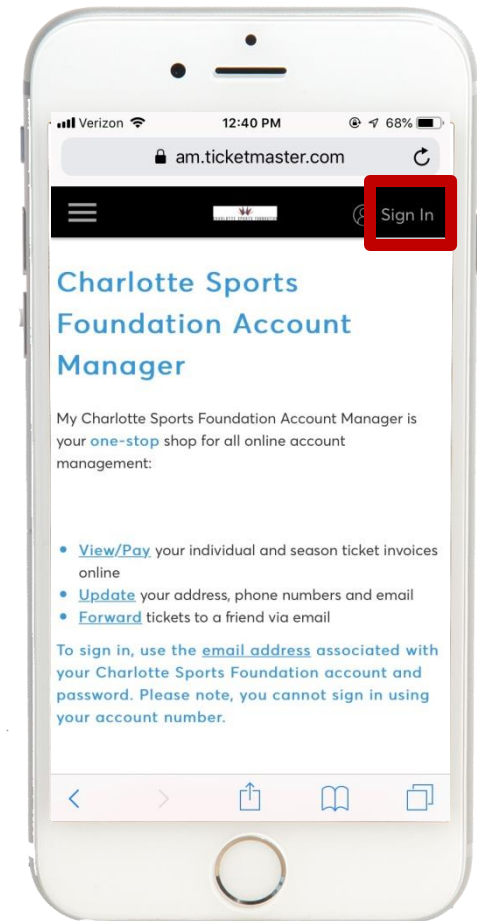 Verizon 12:40 PM 68%
am.ticketmaster.com
CHARLOTTE SPORTS FOUNDATION Sign In
Charlotte Sports
Foundation Account
Manager
My Charlotte Sports Foundation Account Manager is
your one-stop shop for all online account
management:
View/Pay your individual and season ticket invoices
online
Update your address, phone numbers and email
Forward tickets to a friend via email
To sign in, use the email address associated with
your Charlotte Sports Foundation account and
password. Please note, you cannot sign in using
your account number.